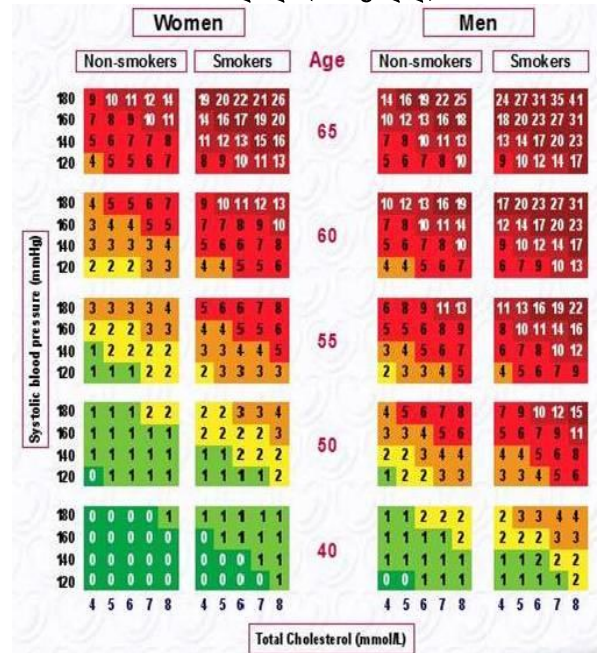 Women Men
Non-smokers Smokers Age Non-smokers Smokers
180 9 10 11 12 14 19 20 22 21 26 14 16 19 22 25 24 27 31 35 41
160 7 8 9 10 11 14 16 17 19 20 10 12 13 16 18 18 20 23 27 31
65
140 5 6 7 7 8 11 12 13 15 16 7 8 10 11 13 13 14 17 20 23
120 4 5 5 6 7 8 9 10 11 13 5 6 7 8 10 9 10 12 14 17
180 4 5 5 6 7 9 10 11 12 13 10 12 13 16 19 17 20 23 27 31
160 3 4 4 5 5 7 7 8 9 10 7 8 10 11 14 12 14 17 20 23
60
140 3 3 3 3 4 5 6 6 7 8 5 6 7 8 10 9 10 12 14 17
120 2 2 2 3 3 4 4 5 5 6 4 4 5 6 7 6 7 9 10 13
180 3 3 3 3 4 5 6 6 7 8 6 8 9 11 13 11 13 16 19 22
160 2 2 2 3 3 4 4 5 5 6 5 5 6 8 9 8 10 11 14 16
55
140 1 2 2 2 2 3 3 4 4 5 3 4 5 6 7 6 7 8 10 12
120 1 1 1 2 2 2 3 3 3 3 2 3 3 4 5 4 5 6 7 9
180 1 1 1 2 2 2 2 3 3 4 4 5 6 7 8 7 9 10 12 15
160 1 1 1 1 1 2 2 2 2 3 3 3 4 5 6 5 6 7 9 11
50
140 1 1 1 1 1 1 1 2 2 2 2 2 3 4 4 4 4 5 6 8
120 0 1 1 1 1 1 1 1 1 2 1 2 2 3 3 3 3 4 5 6
180 0 0 0 0 1 1 1 1 1 1 1 1 2 2 2 2 3 3 4 4
160 0 0 0 0 0 0 1 1 1 1 1 1 1 1 2 2 2 2 3 3
40
140 0 0 0 0 0 0 0 0 1 1 1 1 1 1 1 1 1 2 2 2
120 0 0 0 0 0 0 0 0 0 1 0 0 1 1 1 1 1 1 1 2
4 5 6 7 8 4 5 6 7 8 4 5 6 7 8 4 5 6 7 8
Systolic blood pressure (mmHg)
Total Cholesterol (mmol/L)